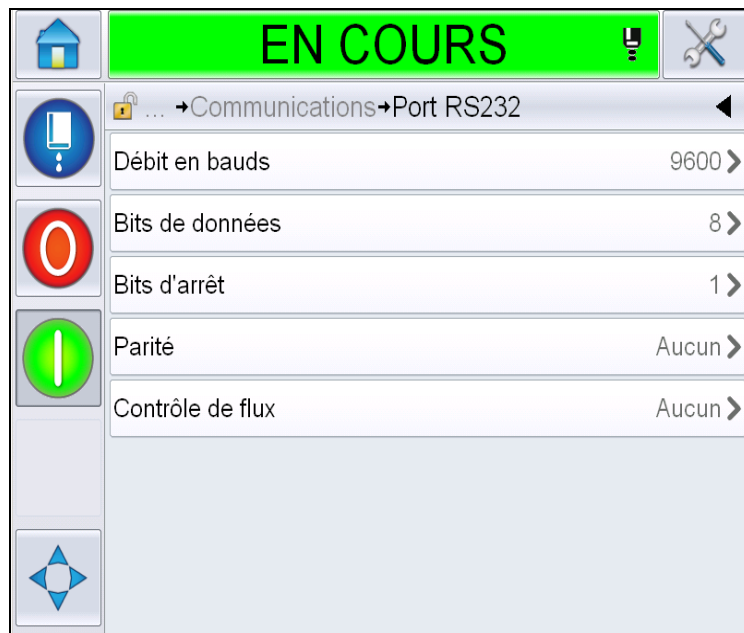 EN COURS
... →Communications→Port RS232
Débit en bauds 9600
Bits de données 8
Bits d'arrêt 1
Parité Aucun
Contrôle de flux Aucun